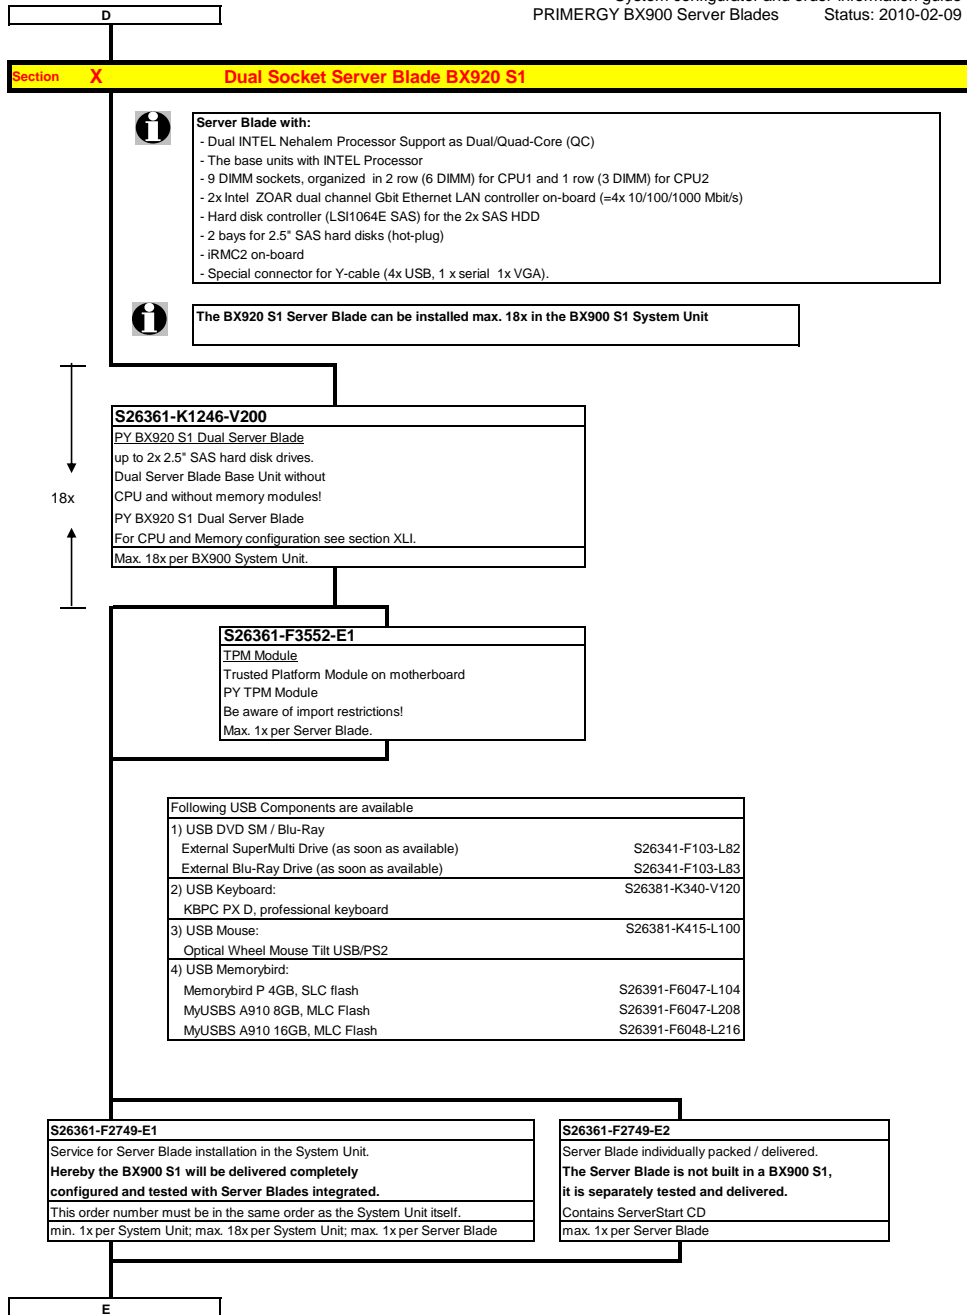 System configurator and order-information guide
D
PRIMERGY BX900 Server Blades Status: 2010-02-09
Section X Dual Socket Server Blade BX920 S1
Server Blade with:
- Dual INTEL Nehalem Processor Support as Dual/Quad-Core (QC)
- The base units with INTEL Processor
- 9 DIMM sockets, organized in 2 row (6 DIMM) for CPU1 and 1 row (3 DIMM) for CPU2
- 2x Intel ZOAR dual channel Gbit Ethernet LAN controller on-board (=4x 10/100/1000 Mbit/s)
- Hard disk controller (LSI1064E SAS) for the 2x SAS HDD
- 2 bays for 2.5" SAS hard disks (hot-plug)
- iRMC2 on-board
- Special connector for Y-cable (4x USB, 1 x serial 1x VGA).
The BX920 S1 Server Blade can be installed max. 18x in the BX900 S1 System Unit
S26361-K1246-V200
PY BX920 S1 Dual Server Blade
up to 2x 2.5" SAS hard disk drives.
Dual Server Blade Base Unit without
18x
CPU and without memory modules!
PY BX920 S1 Dual Server Blade
For CPU and Memory configuration see section XLI.
Max. 18x per BX900 System Unit.
S26361-F3552-E1
TPM Module
Trusted Platform Module on motherboard
PY TPM Module
Be aware of import restrictions!
Max. 1x per Server Blade.
Following USB Components are available
1) USB DVD SM / Blu-Ray
External SuperMulti Drive (as soon as available) S26341-F103-L82
External Blu-Ray Drive (as soon as available) S26341-F103-L83
2) USB Keyboard: S26381-K340-V120
KBPC PX D, professional keyboard
3) USB Mouse: S26381-K415-L100
Optical Wheel Mouse Tilt USB/PS2
4) USB Memorybird:
Memorybird P 4GB, SLC flash S26391-F6047-L104
MyUSBS A910 8GB, MLC Flash S26391-F6047-L208
MyUSBS A910 16GB, MLC Flash S26391-F6048-L216
S26361-F2749-E1
Service for Server Blade installation in the System Unit.
Hereby the BX900 S1 will be delivered completely
configured and tested with Server Blades integrated.
This order number must be in the same order as the System Unit itself.
min. 1x per System Unit; max. 18x per System Unit; max. 1x per Server Blade
S26361-F2749-E2
Server Blade individually packed / delivered.
The Server Blade is not built in a BX900 S1,
it is separately tested and delivered.
Contains ServerStart CD
max. 1x per Server Blade
E